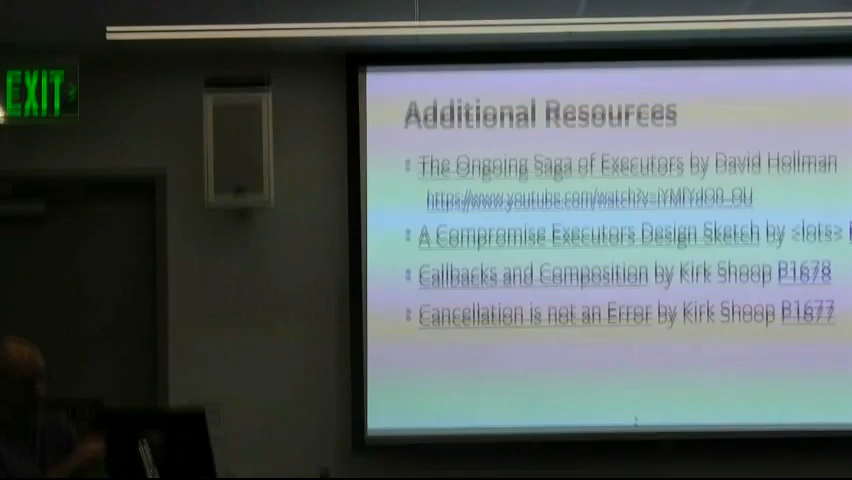 EXIT
Additional Resources
The Ongoing Saga of Executors by David Hollman
A Compromise Executors Design Sketch by <lots>
Callbacks and Composition by Kirk Shoop P1678
Cancellation is not an Error by Kirk Shoop P1677